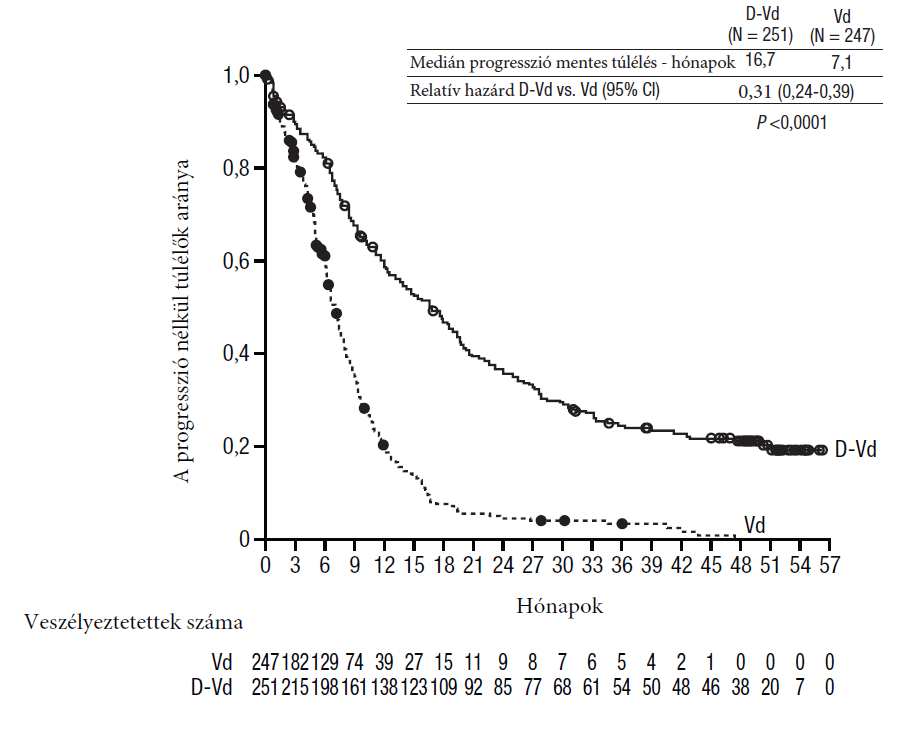 D-Vd Vd
(N = 251) (N = 247)
Medián progresszió mentes túlélés - hónapok 16,7 7,1
Relatív hazárd D-Vd vs. Vd (95% CI) 0,31 (0,24-0,39)
P <0,0001
A progresszió nélkül túlélők aránya
1,0
0,8
0,6
0,4
0,2
0
D-Vd
Vd
0 3 6 9 12 15 18 21 24 27 30 33 36 39 42 45 48 51 54 57
Hónapok
Veszélyeztetettek száma
Vd 247 182 129 74 39 27 15 11 9 8 7 6 5 4 2 1 0 0 0 0
D-Vd 251 215 198 161 138 123 109 92 85 77 68 61 54 50 48 46 38 20 7 0